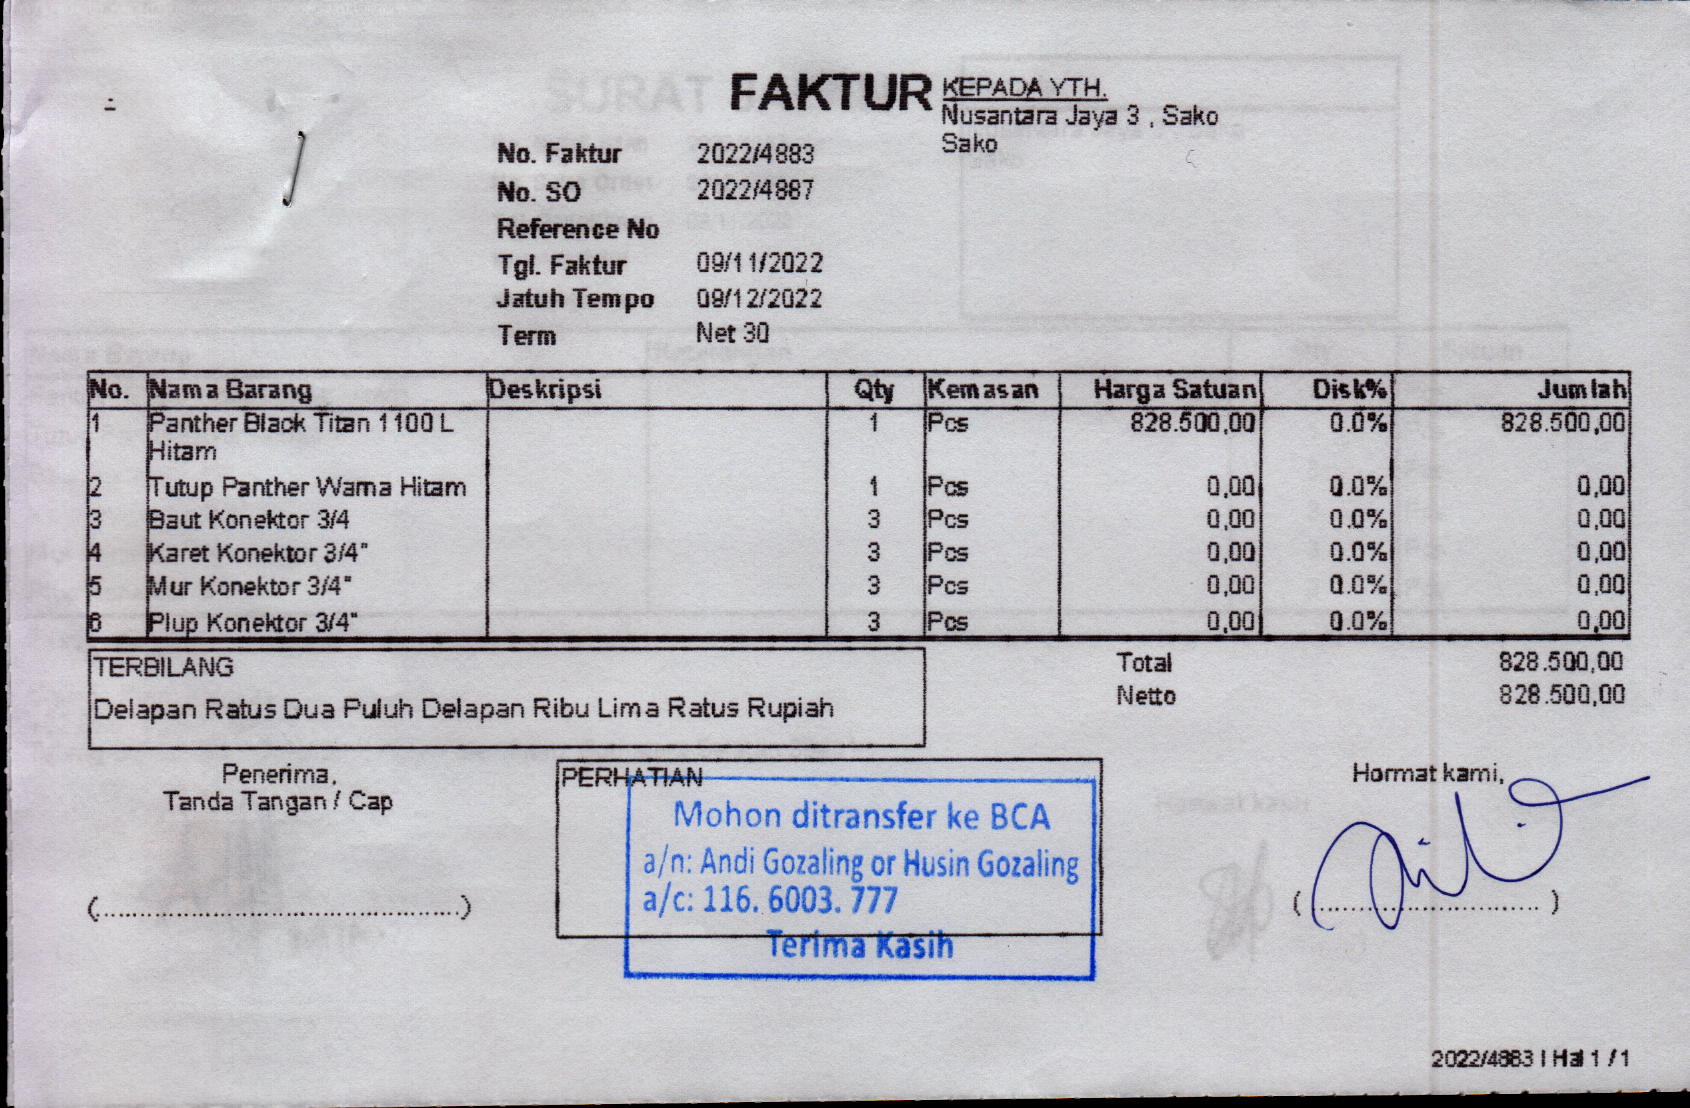 FAKTUR
KEPADA YTH.
Nusantara Jaya 3 , Sako
Sako
No. Faktur 2022/4883
No. SO 2022/4887
Reference No
Tgl. Faktur 09/11/2022
Jatuh Tempo 09/12/2022
Term Net 30
No. Nama Barang Deskripsi Qty Kemasan Harga Satuan Disk% Jumlah
1 Panther Black Titan 1100 L 1 Pcs 828.500,00 0.0% 828.500,00
Hitam
2 Tutup Panther Warna Hitam 1 Pcs 0,00 0.0% 0,00
3 Baut Konektor 3/4 3 Pcs 0,00 0.0% 0,00
4 Karet Konektor 3/4" 3 Pcs 0,00 0.0% 0,00
5 Mur Konektor 3/4" 3 Pcs 0,00 0.0% 0,00
6 Plup Konektor 3/4" 3 Pcs 0,00 0.0% 0,00
TERBILANG
Delapan Ratus Dua Puluh Delapan Ribu Lima Ratus Rupiah
Total 828.500,00
Netto 828.500,00
Penerima,
Tanda Tangan / Cap
(................................................)
PERHATIAN
Mohon ditransfer ke BCA
a/n: Andi Gozaling or Husin Gozaling
a/c: 116. 6003. 777
Terima Kasih
Hormat kami,
(................................)
2022/4883 | Hal 1 / 1